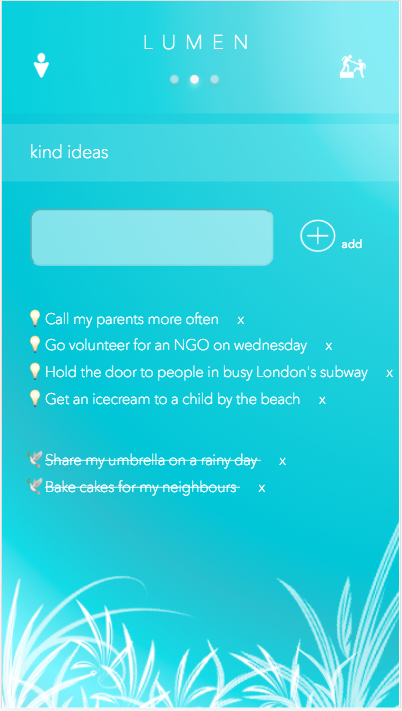 LUMEN
kind ideas
add
Call my parents more often x
Go volunteer for an NGO on wednesday x
Hold the door to people in busy London's subway x
Get an icecream to a child by the beach x
Share my umbrella on a rainy day x
Bake cakes for my neighbours x